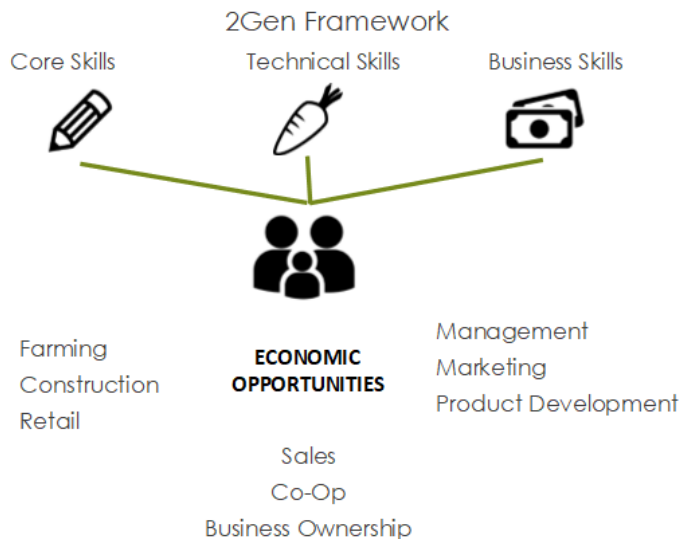 2Gen Framework
Core Skills
Technical Skills
Business Skills
Farming
Construction
Retail
ECONOMIC
OPPORTUNITIES
Management
Marketing
Product Development
Sales
Co-Op
Business Ownership